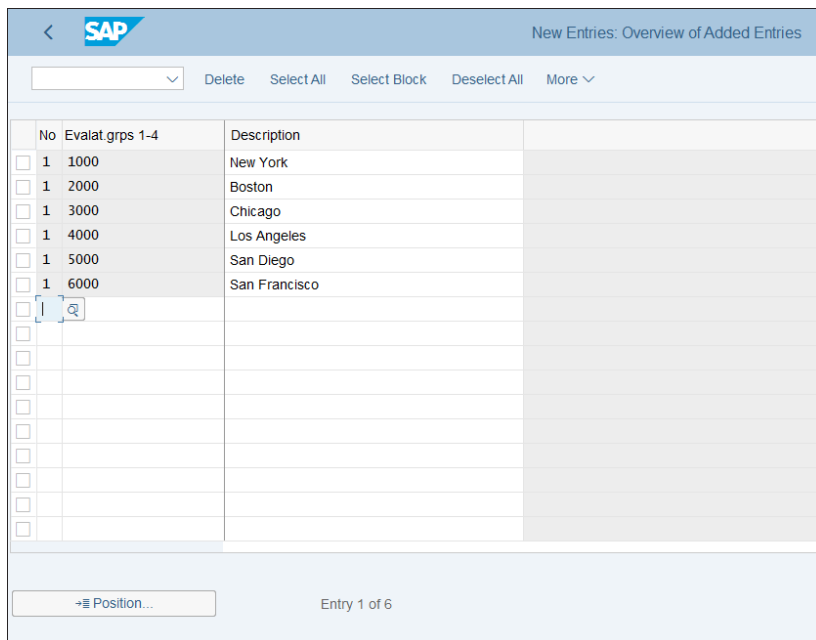 SAP New Entries: Overview of Added Entries
Delete Select All Select Block Deselect All More
No Evalat.grps 1-4 Description
1 1000 New York
1 2000 Boston
1 3000 Chicago
1 4000 Los Angeles
1 5000 San Diego
1 6000 San Francisco
Position... Entry 1 of 6